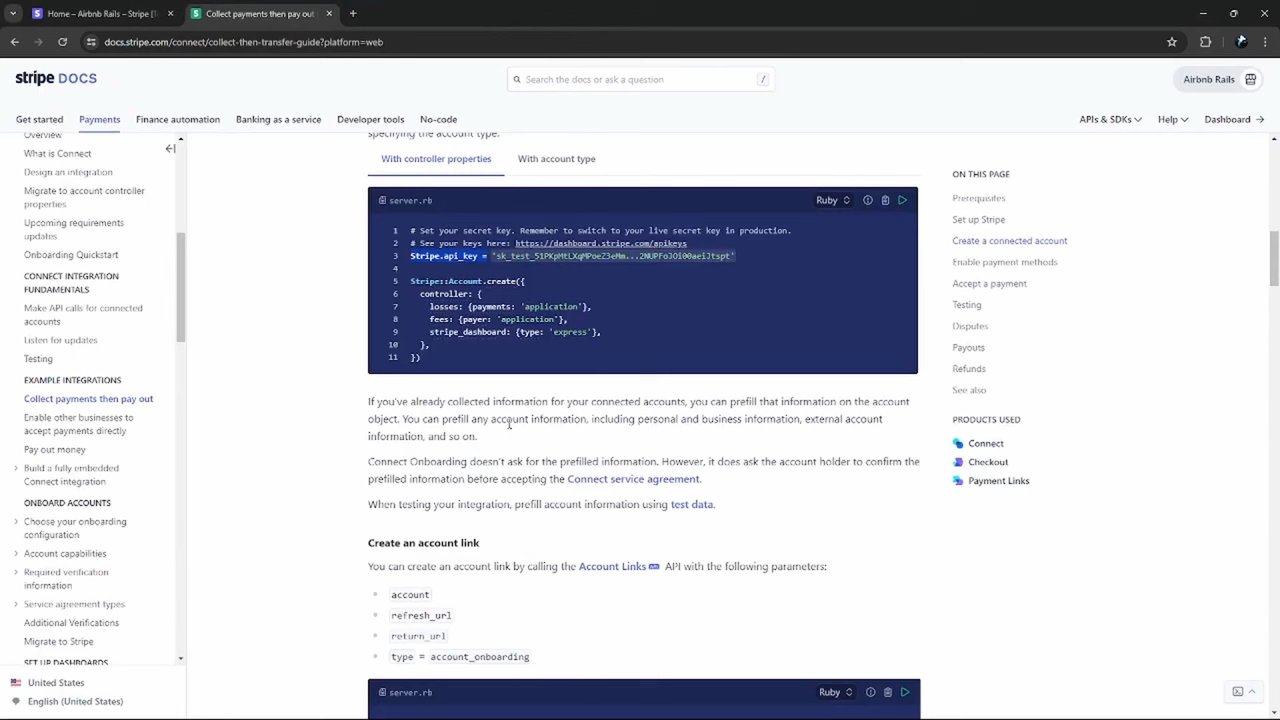 Home – Airbnb Rails – Stripe [T
Collect payments then pay out
docs.stripe.com/connect/collect-then-transfer-guide?platform=web
stripe DOCS
Search the docs or ask a question
/
Airbnb Rails
Get started
Payments
Finance automation
Banking as a service
Developer tools
No-code
APIs & SDKs
Help
Dashboard
Overview
What is Connect
Design an integration
Migrate to account controller
properties
Upcoming requirements
updates
Onboarding Quickstart
CONNECT INTEGRATION
FUNDAMENTALS
Make API calls for connected
accounts
Listen for updates
Testing
EXAMPLE INTEGRATIONS
Collect payments then pay out
Enable other businesses to
accept payments directly
Pay out money
Build a fully embedded
Connect integration
ONBOARD ACCOUNTS
Choose your onboarding
configuration
Account capabilities
Required verification
information
Service agreement types
Additional Verifications
Migrate to Stripe
SET UP DASHBOARDS
United States
English (United States)
specifying the account type.
With controller properties
With account type
server.rb
Ruby
1 # Set your secret key. Remember to switch to your live secret key in production.
2 # See your keys here: https://dashboard.stripe.com/apikeys
3 Stripe.api_key =
4
5 Stripe::Account.create({
6 controller: {
7 losses: {payments: 'application'},
8 fees: {payer: 'application'},
9 stripe_dashboard: {type: 'express'},
10 },
11 })
If you've already collected information for your connected accounts, you can prefill that information on the account
object. You can prefill any account information, including personal and business information, external account
information, and so on.
Connect Onboarding doesn't ask for the prefilled information. However, it does ask the account holder to confirm the
prefilled information before accepting the Connect service agreement.
When testing your integration, prefill account information using test data.
Create an account link
You can create an account link by calling the Account Links API with the following parameters:
account
refresh_url
return_url
type = account_onboarding
server.rb
Ruby
ON THIS PAGE
Prerequisites
Set up Stripe
Create a connected account
Enable payment methods
Accept a payment
Testing
Disputes
Payouts
Refunds
See also
PRODUCTS USED
Connect
Checkout
Payment Links